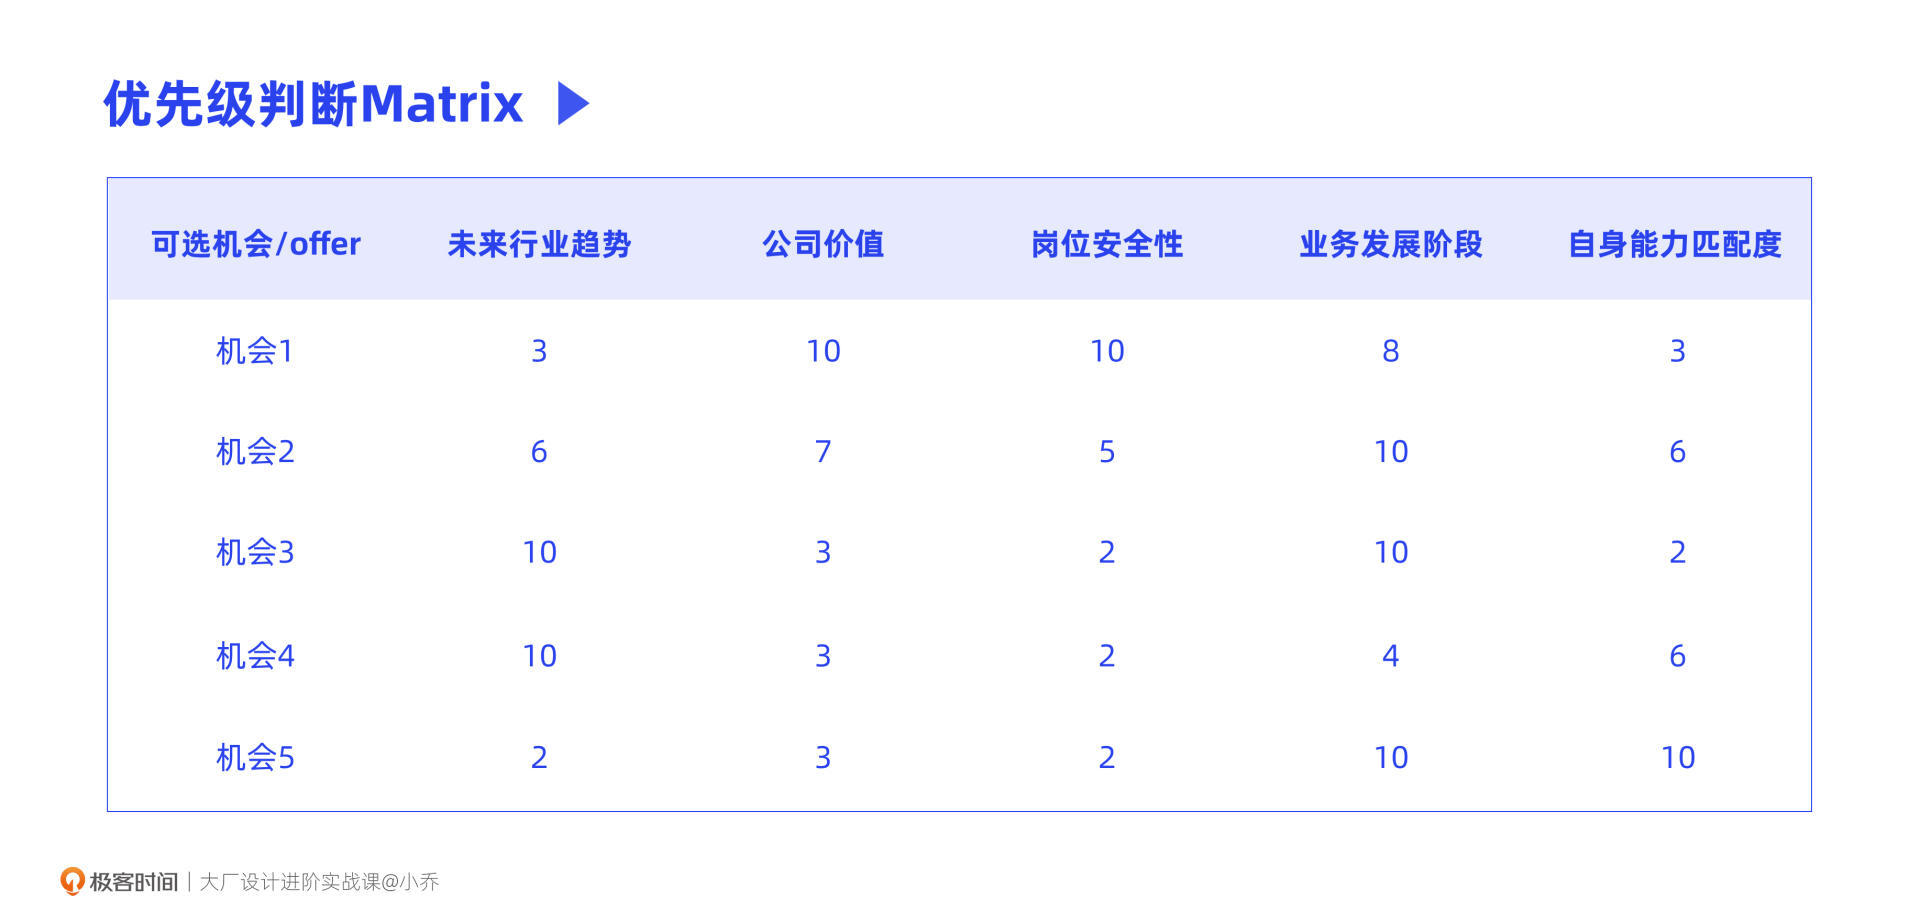 优先级判断Matrix
可选机会/offer 未来行业趋势 公司价值 岗位安全性 业务发展阶段 自身能力匹配度
机会1 3 10 10 8 3
机会2 6 7 5 10 6
机会3 10 3 2 10 2
机会4 10 3 2 4 6
机会5 2 3 2 10 10
极客时间 | 大厂设计进阶实战课@小乔